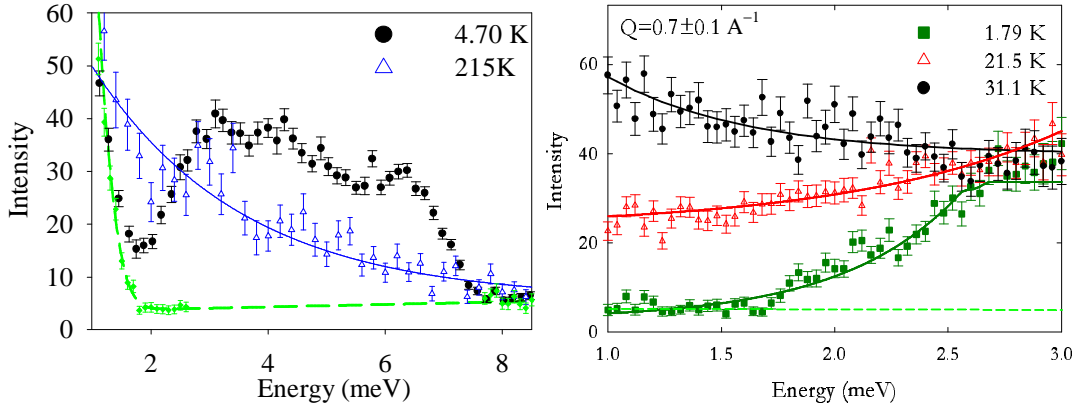 60
50
40
30
20
10
0
Intensity
4.70 K
215K
2
4
6
8
Energy (meV)
Q=0.7±0.1 A⁻¹
1.79 K
21.5 K
31.1 K
60
40
20
0
Intensity
1.0
1.5
2.0
2.5
3.0
Energy (meV)